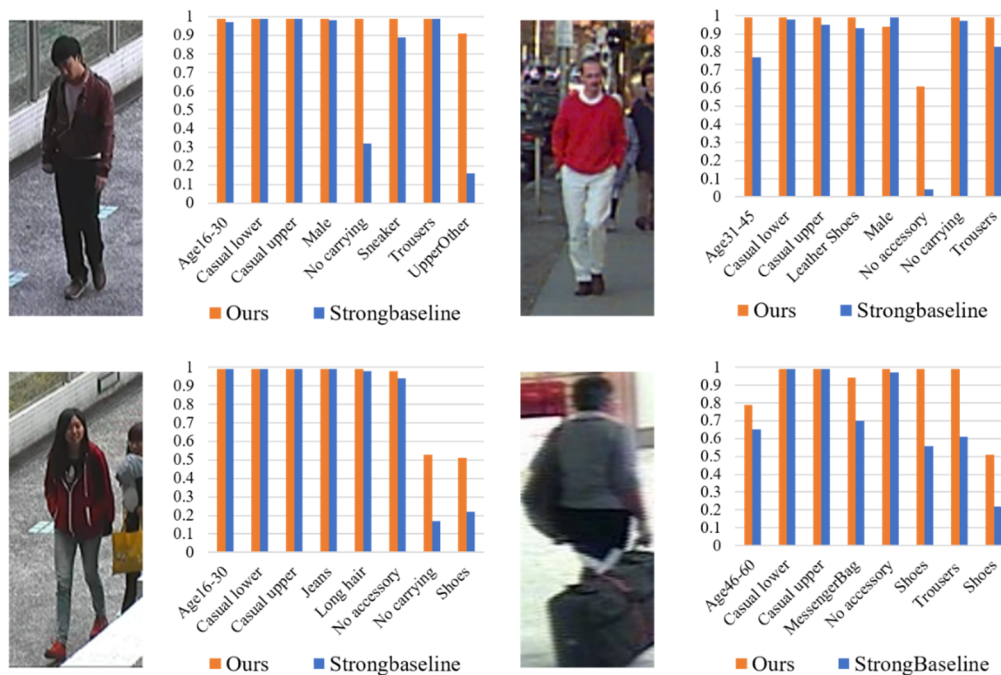 1
0.9
0.8
0.7
0.6
0.5
0.4
0.3
0.2
0.1
0
Age16-30
Casual lower
Casual upper
Male
No carrying
Sneaker
Trousers
UpperOther
Ours Strongbaseline
1
0.9
0.8
0.7
0.6
0.5
0.4
0.3
0.2
0.1
0
Age31-45
Casual lower
Casual upper
Leather Shoes
Male
No accessory
No carrying
Trousers
Ours Strongbaseline
1
0.9
0.8
0.7
0.6
0.5
0.4
0.3
0.2
0.1
0
Age16-30
Casual lower
Casual upper
Jeans
Long hair
No accessory
No carrying
Shoes
Ours Strongbaseline
1
0.9
0.8
0.7
0.6
0.5
0.4
0.3
0.2
0.1
0
Age46-60
Casual lower
Casual upper
MessengerBag
No accessory
Shoes
Trousers
Shoes
Ours StrongBaseline